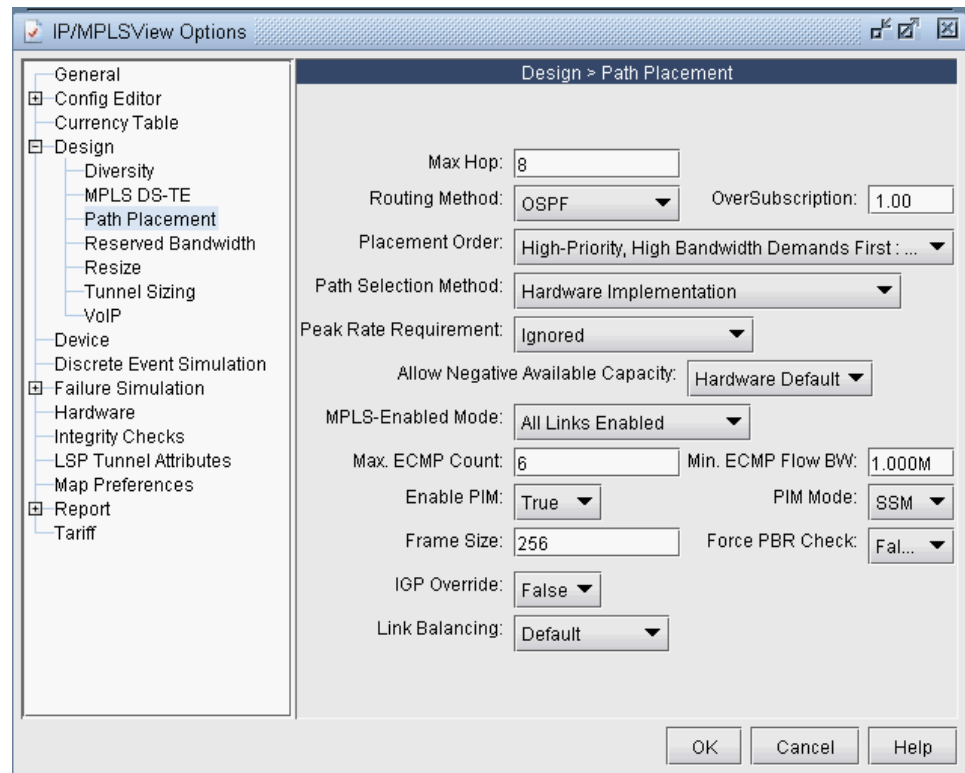 IP/MPLSView Options
General
Config Editor
Currency Table
Design
Diversity
MPLS DS-TE
Path Placement
Reserved Bandwidth
Resize
Tunnel Sizing
VoIP
Device
Discrete Event Simulation
Failure Simulation
Hardware
Integrity Checks
LSP Tunnel Attributes
Map Preferences
Report
Tariff
Design > Path Placement
Max Hop: 8
Routing Method: OSPF OverSubscription: 1.00
Placement Order: High-Priority, High Bandwidth Demands First : ...
Path Selection Method: Hardware Implementation
Peak Rate Requirement: Ignored
Allow Negative Available Capacity: Hardware Default
MPLS-Enabled Mode: All Links Enabled
Max. ECMP Count: 6 Min. ECMP Flow BW: 1.000M
Enable PIM: True PIM Mode: SSM
Frame Size: 256 Force PBR Check: Fal...
IGP Override: False
Link Balancing: Default
OK Cancel Help